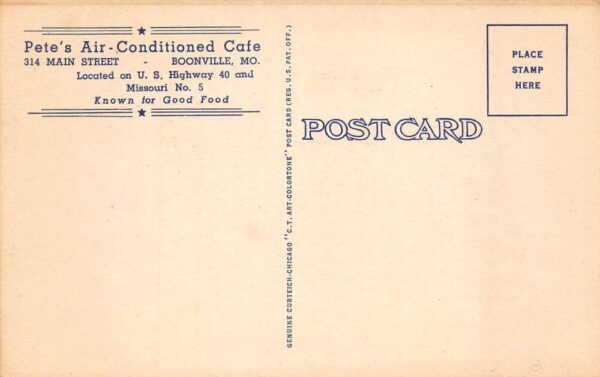 Pete's Air-Conditioned Cafe
314 MAIN STREET - BOONVILLE, MO.
Located on U. S. Highway 40 and
Missouri No. 5
Known for Good Food
GENUINE CURTEICH-CHICAGO "C.T. ART-COLORTONE" POST CARD (REG. U.S. PAT. OFF.)
POST CARD
PLACE
STAMP
HERE